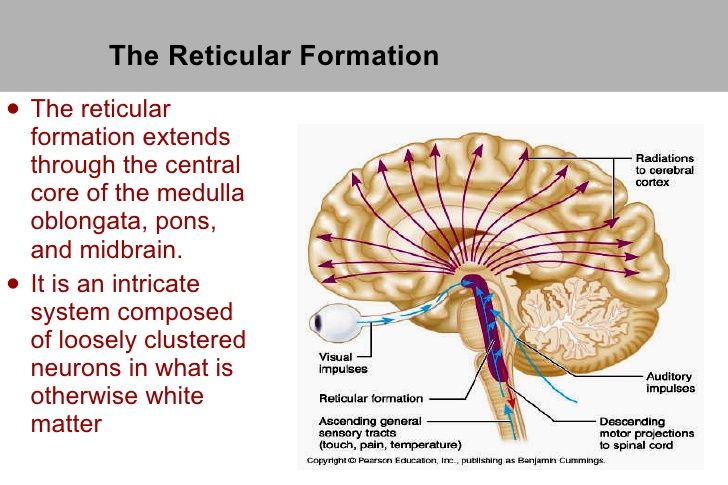 The Reticular Formation
• The reticular
formation extends
through the central
core of the medulla
oblongata, pons,
and midbrain.
• It is an intricate
system composed
of loosely clustered
neurons in what is
otherwise white
matter
Radiations
to cerebral
cortex
Visual
impulses
Reticular formation
Ascending general
sensory tracts
(touch, pain, temperature)
Auditory
impulses
Descending
motor projections
to spinal cord
Copyright © Pearson Education, Inc., publishing as Benjamin Cummings.